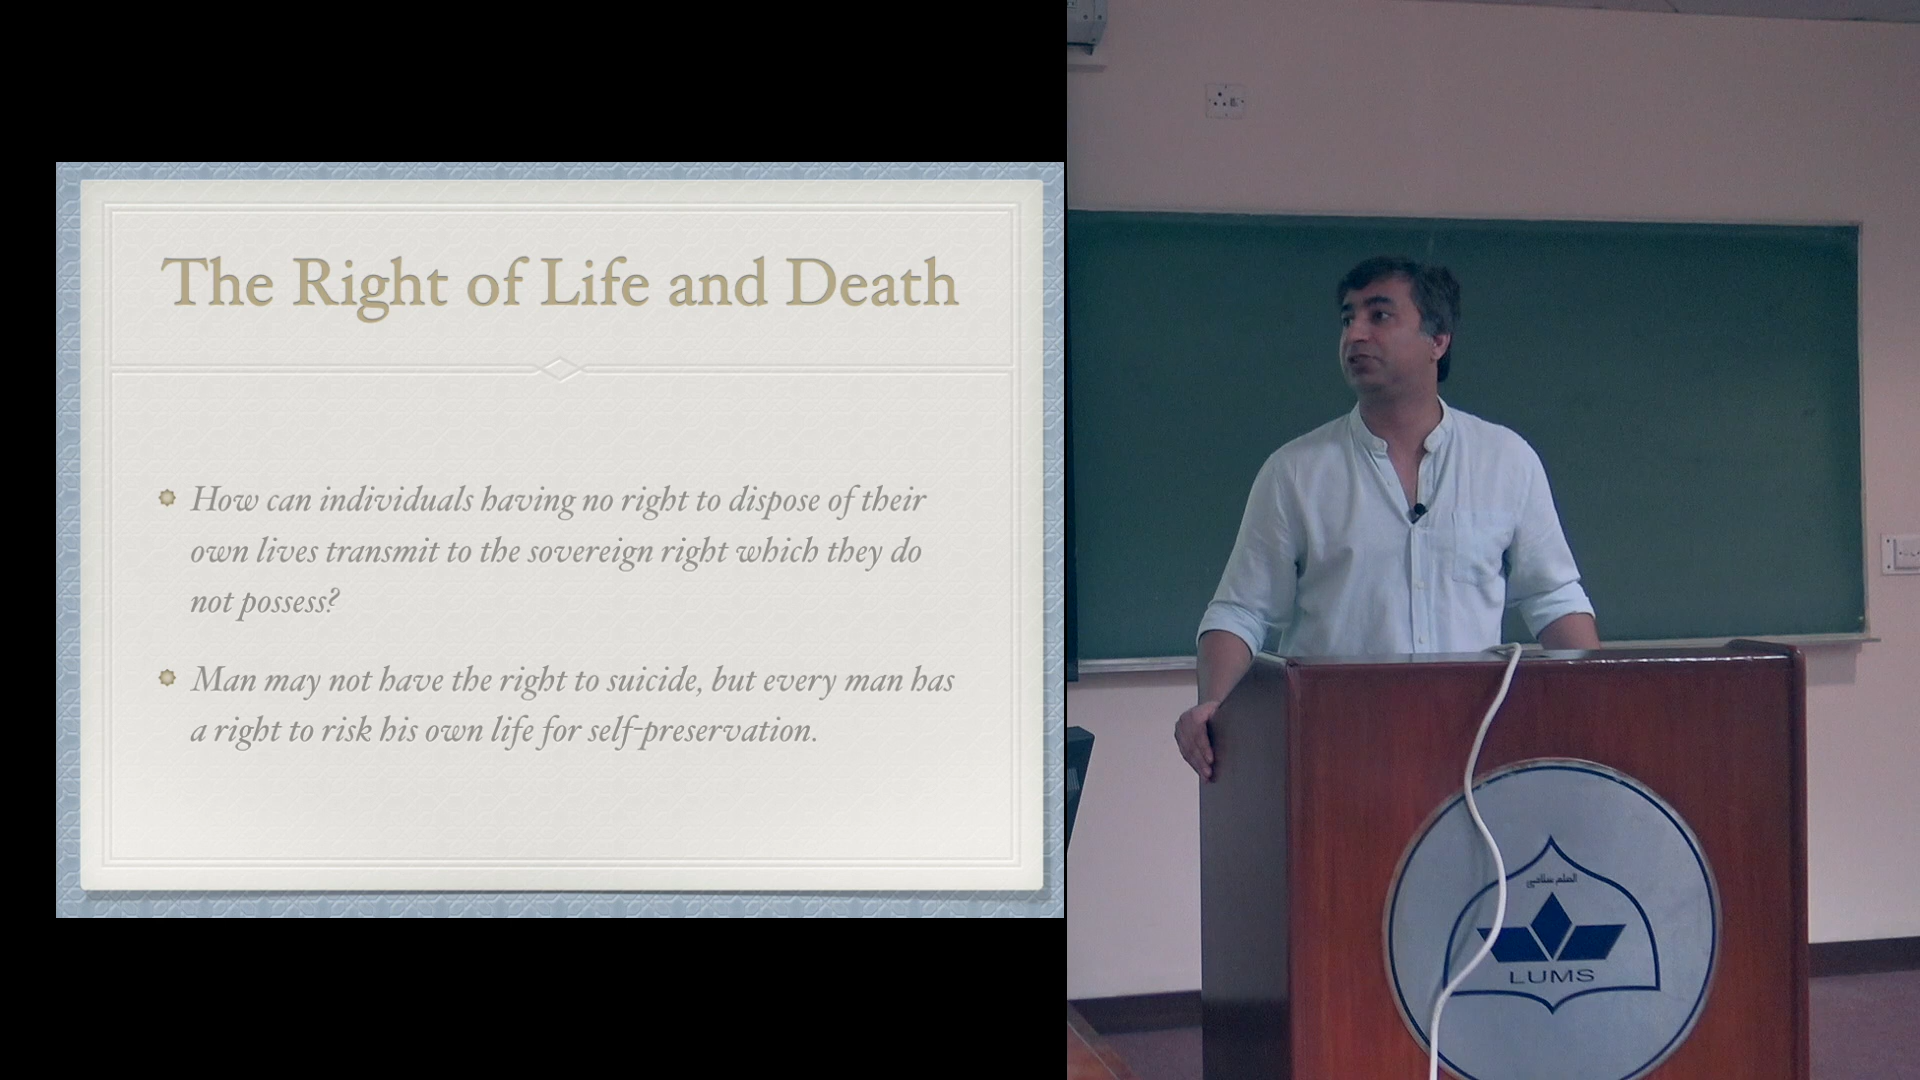 The Right of Life and Death
How can individuals having no right to dispose of their
own lives transmit to the sovereign right which they do
not possess?
Man may not have the right to suicide, but every man has
a right to risk his own life for self-preservation.
LUMS